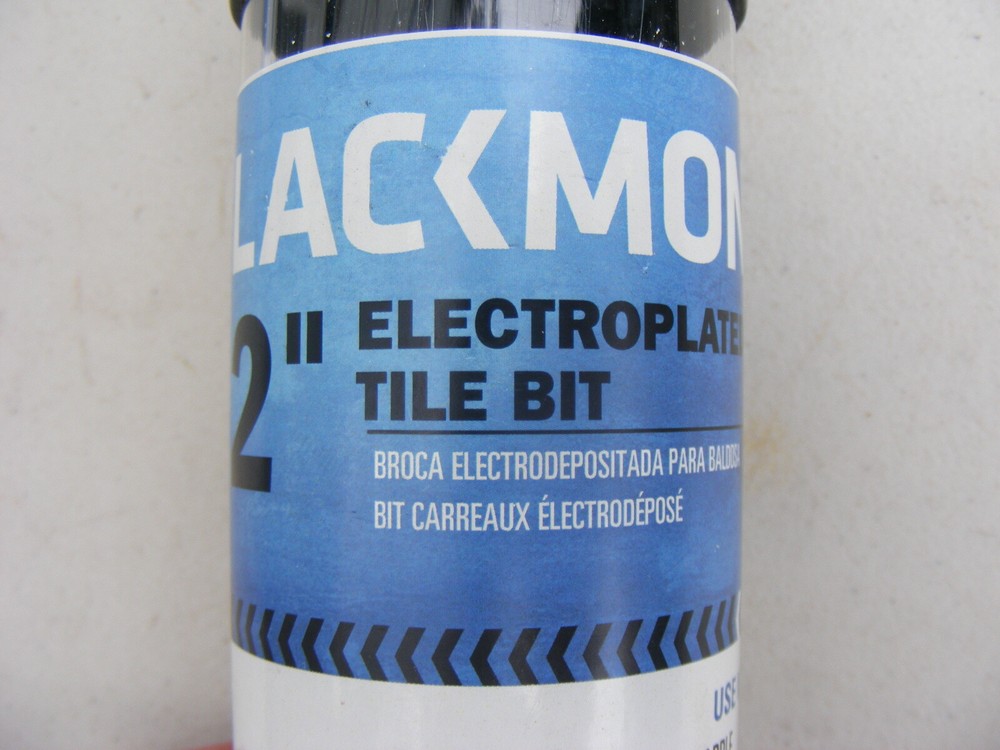 LACKMON
2" ELECTROPLATE
TILE BIT
BROCA ELECTRODEPOSITADA PARA BALDOSA
BIT CARREAUX ÉLECTRODÉPOSÉ
USE